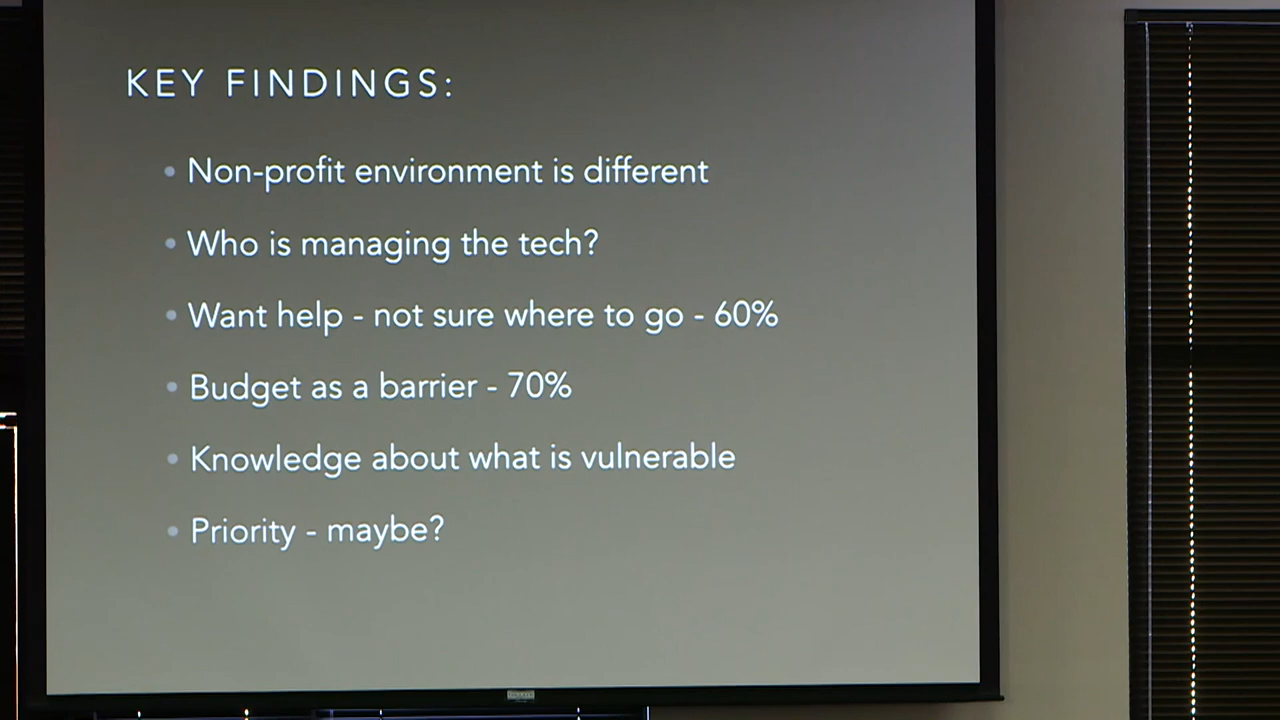 KEY FINDINGS:
• Non-profit environment is different
• Who is managing the tech?
• Want help - not sure where to go - 60%
• Budget as a barrier - 70%
• Knowledge about what is vulnerable
• Priority - maybe?